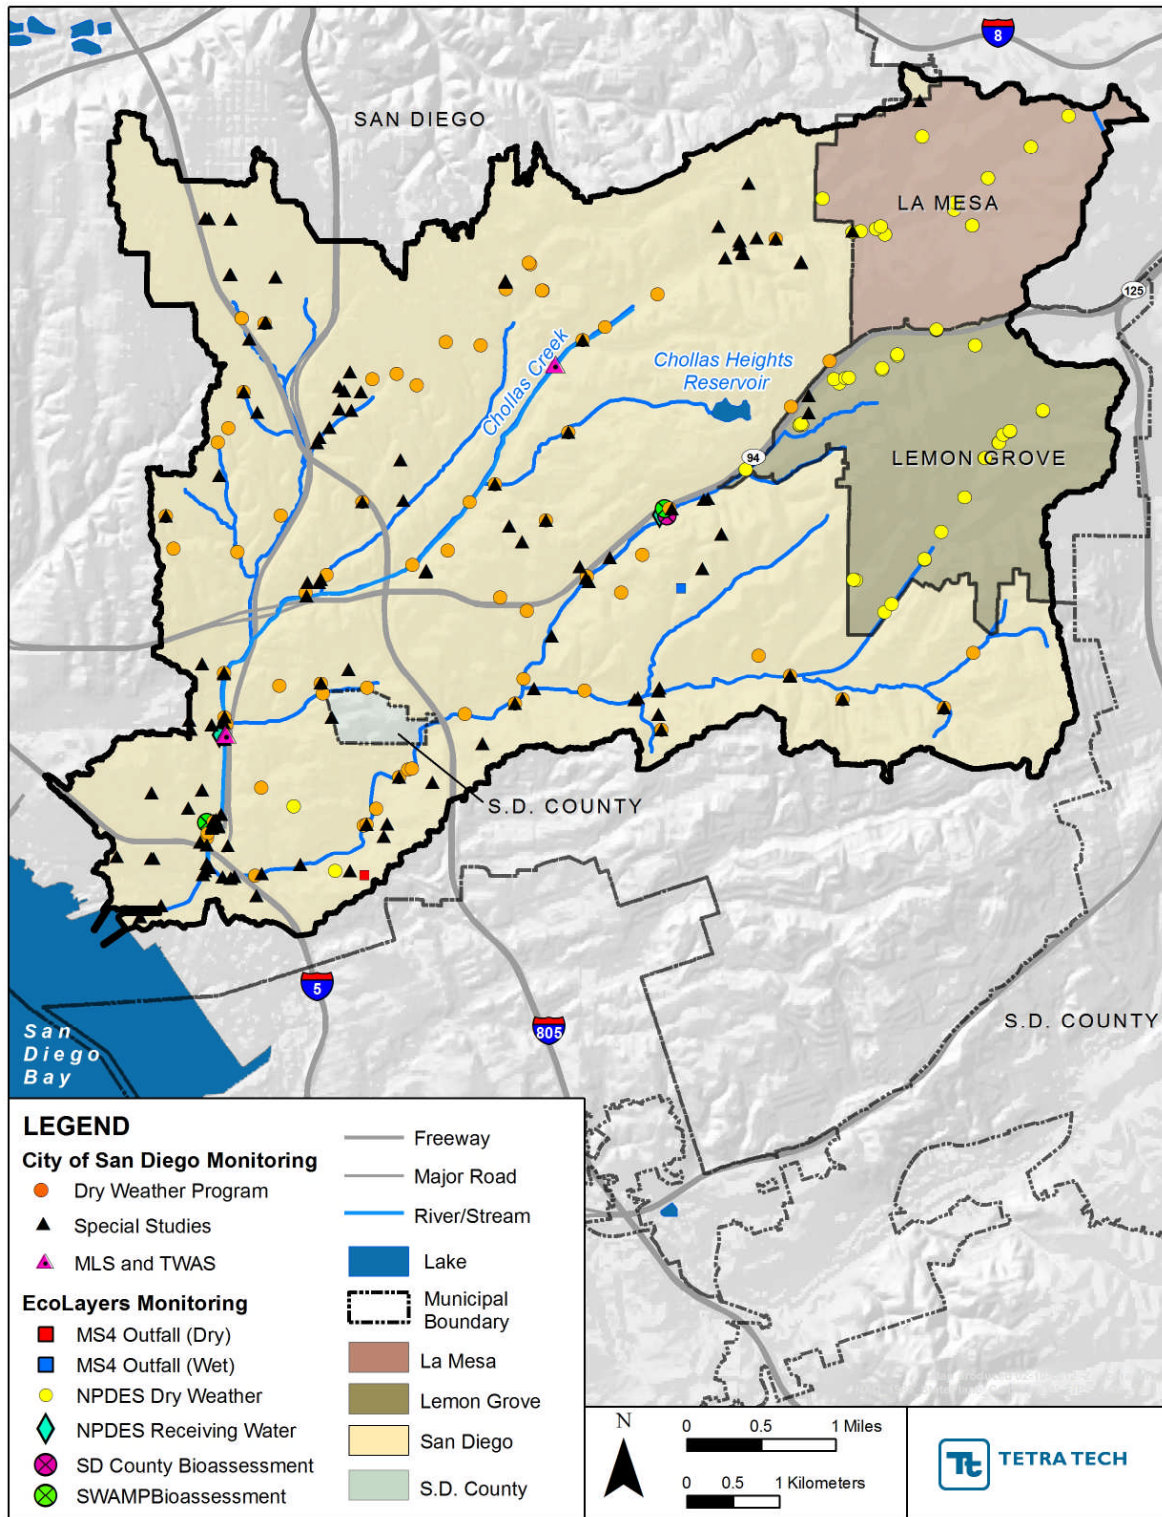 8
SAN DIEGO
LA MESA
125
Chollas Creek
Chollas Heights
Reservoir
94
LEMON GROVE
S.D. COUNTY
5
805
S.D. COUNTY
San
Diego
Bay
LEGEND
City of San Diego Monitoring
Dry Weather Program
Special Studies
MLS and TWAS
EcoLayers Monitoring
MS4 Outfall (Dry)
MS4 Outfall (Wet)
NPDES Dry Weather
NPDES Receiving Water
SD County Bioassessment
SWAMPBioassessment
Freeway
Major Road
River/Stream
Lake
Municipal
Boundary
La Mesa
Lemon Grove
San Diego
S.D. County
N
0 0.5 1 Miles
0 0.5 1 Kilometers
Tt TETRA TECH